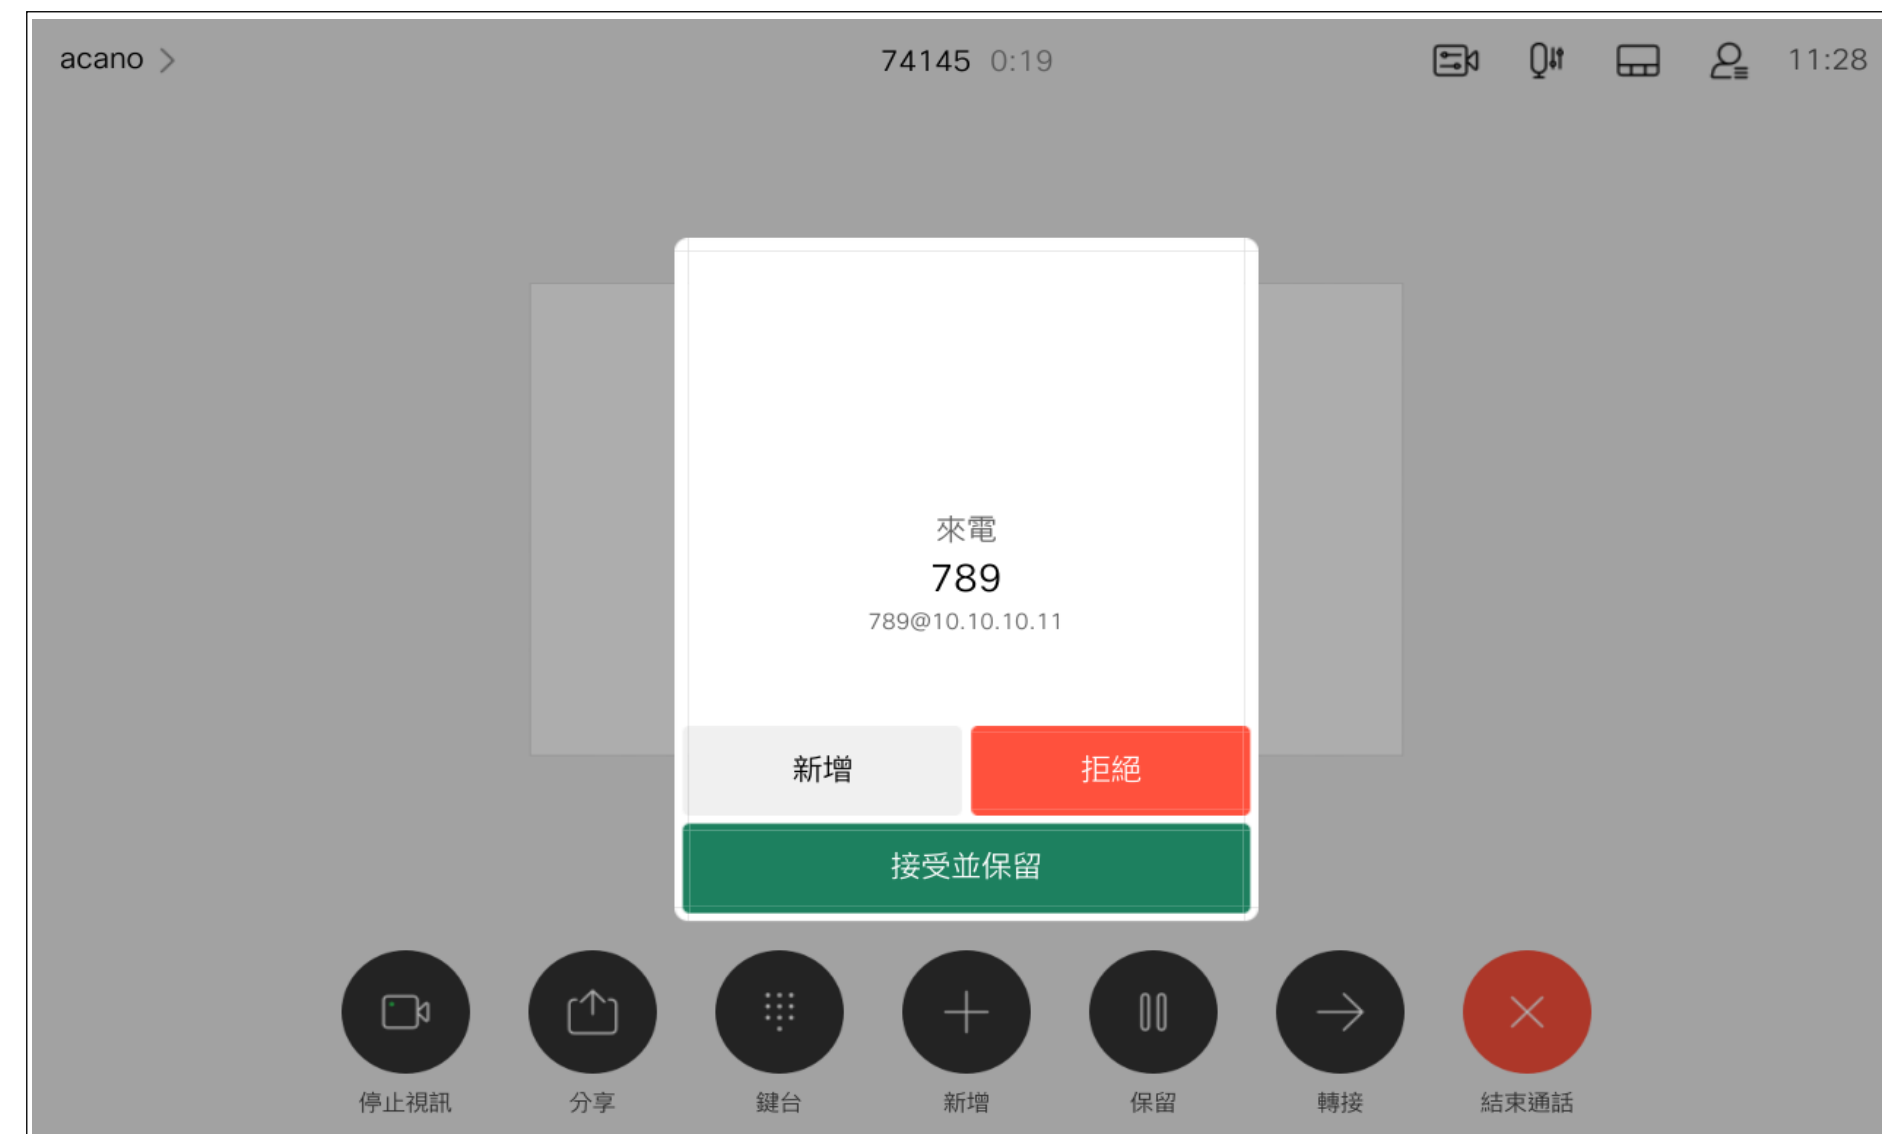 acano
74145 0:19
11:28
來電
789
789@10.10.10.11
新增 拒絕
接受並保留
停止視訊 分享 鍵台 新增 保留 轉接 結束通話